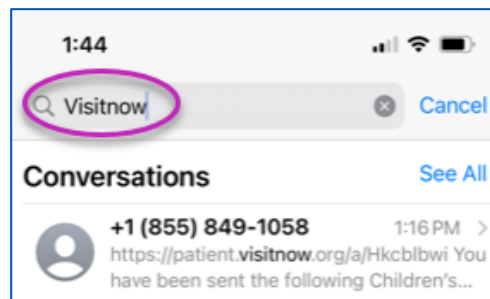 1:44
Visitnow
Cancel
Conversations
See All
+1 (855) 849-1058
1:16 PM
https://patient.visitnow.org/a/Hkcblbwi You
have been sent the following Children's...